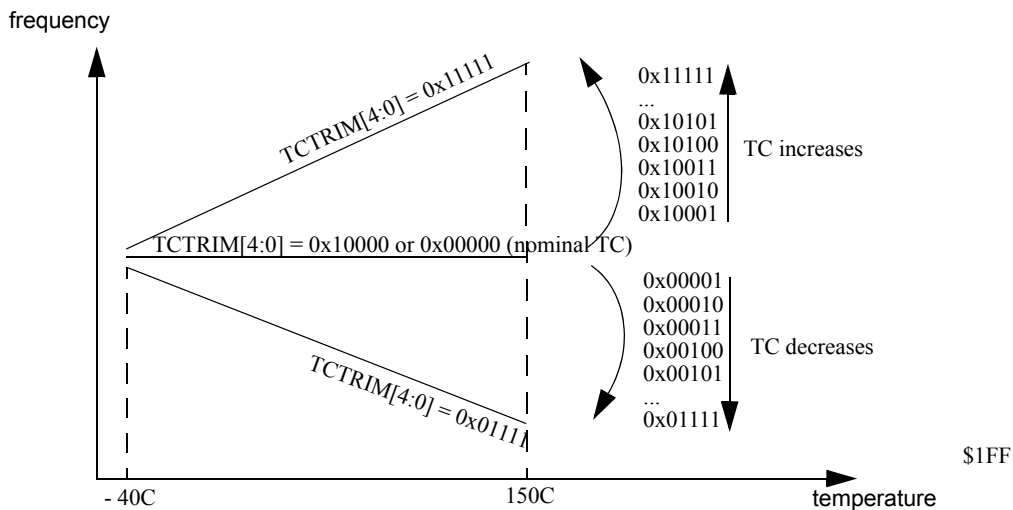 frequency
TCTRIM[4:0] = 0x11111
0x11111
...
0x10101
0x10100
0x10011
0x10010
0x10001
TC increases
TCTRIM[4:0] = 0x10000 or 0x00000 (nominal TC)
0x00001
0x00010
0x00011
0x00100
0x00101
...
0x01111
TC decreases
TCTRIM[4:0] = 0x01111
$1FF
- 40C
150C
temperature